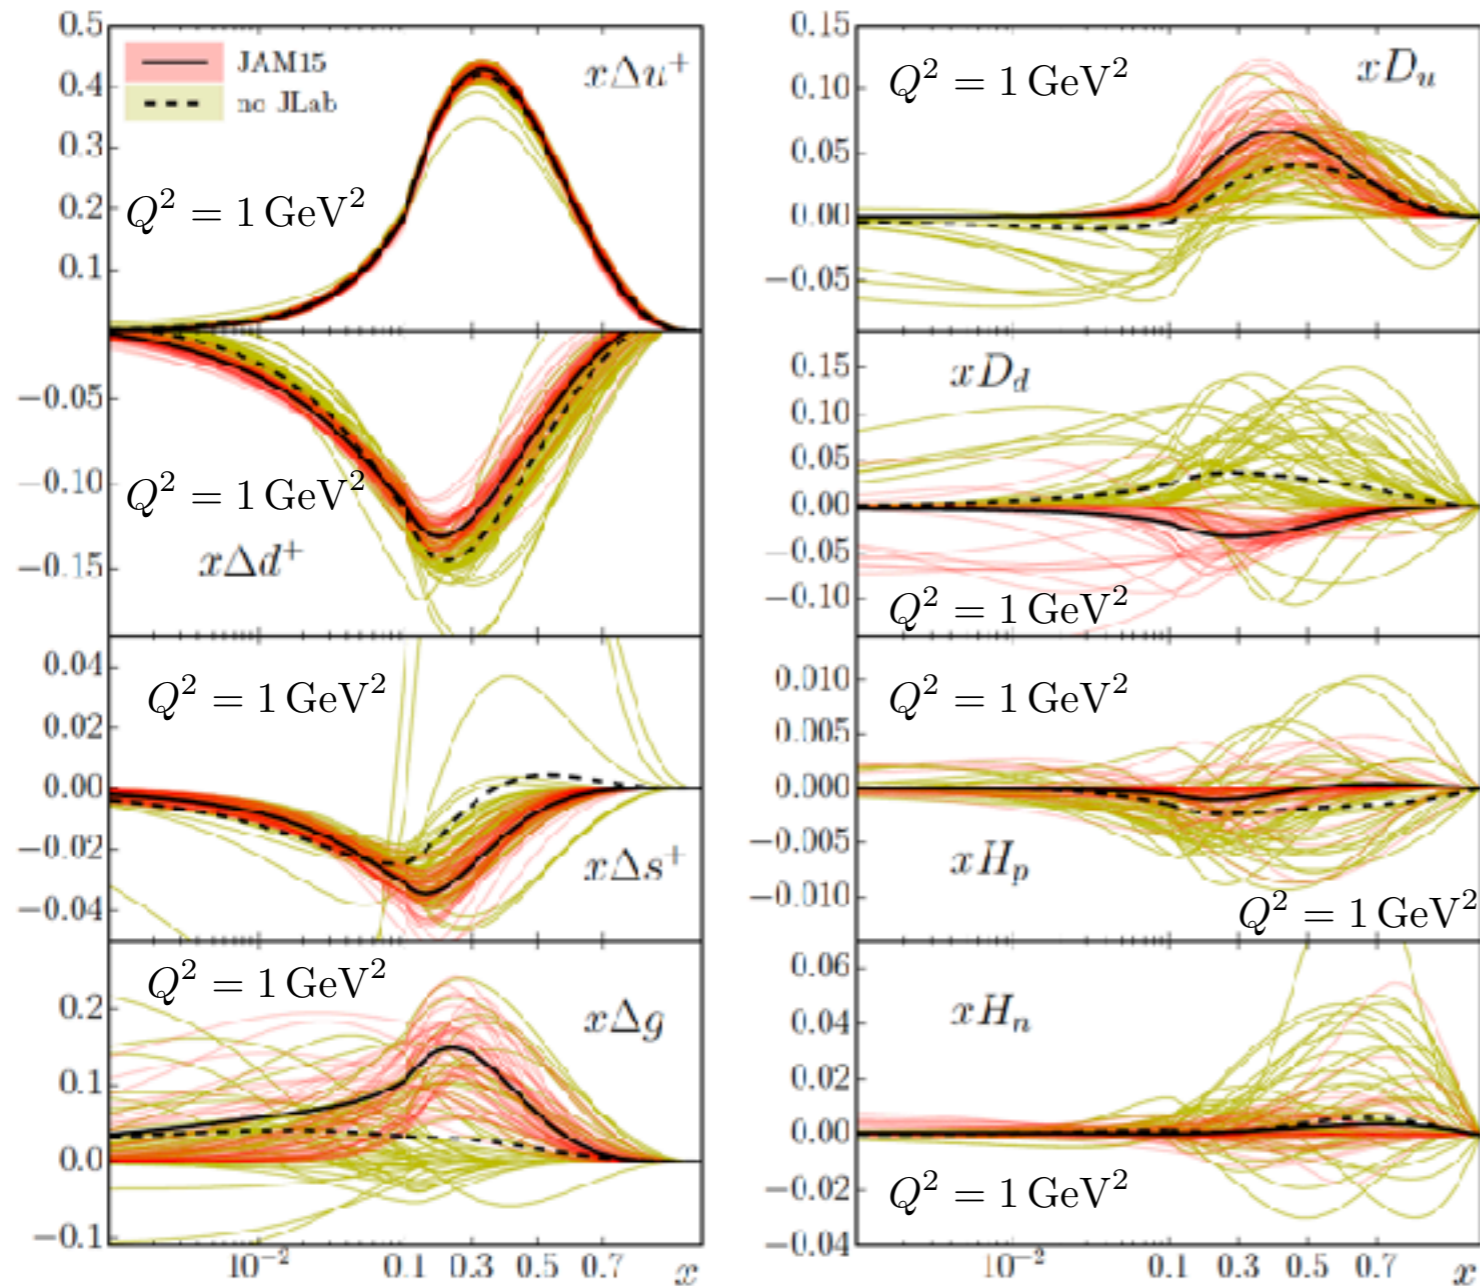 0.5
0.4
0.3
0.2
0.1
JAM15
no JLab
xΔu⁺
Q² = 1 GeV²
−0.05
−0.10
−0.15
Q² = 1 GeV²
xΔd⁺
0.04
0.02
0.00
−0.02
−0.04
Q² = 1 GeV²
xΔs⁺
0.2
0.1
0.0
−0.1
Q² = 1 GeV²
xΔg
10⁻² 0.1 0.3 0.5 0.7 x
0.15
0.10
0.05
0.00
−0.05
Q² = 1 GeV²
xD_u
0.15
0.10
0.05
0.00
−0.05
−0.10
xD_d
Q² = 1 GeV²
0.010
0.005
0.000
−0.005
−0.010
Q² = 1 GeV²
xH_p
Q² = 1 GeV²
0.06
0.04
0.02
0.00
−0.02
−0.04
xH_n
Q² = 1 GeV²
10⁻² 0.1 0.3 0.5 0.7 x